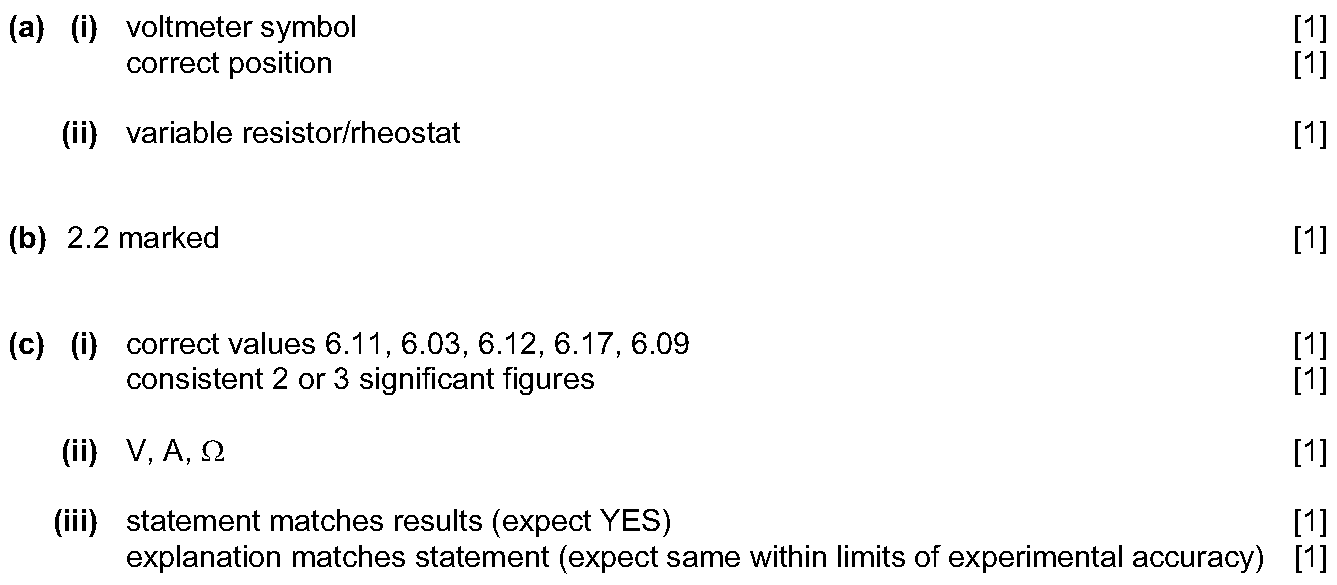 (a) (i) voltmeter symbol [1]
correct position [1]
(ii) variable resistor/rheostat [1]
(b) 2.2 marked [1]
(c) (i) correct values 6.11, 6.03, 6.12, 6.17, 6.09 [1]
consistent 2 or 3 significant figures [1]
(ii) V, A, Ω [1]
(iii) statement matches results (expect YES) [1]
explanation matches statement (expect same within limits of experimental accuracy) [1]